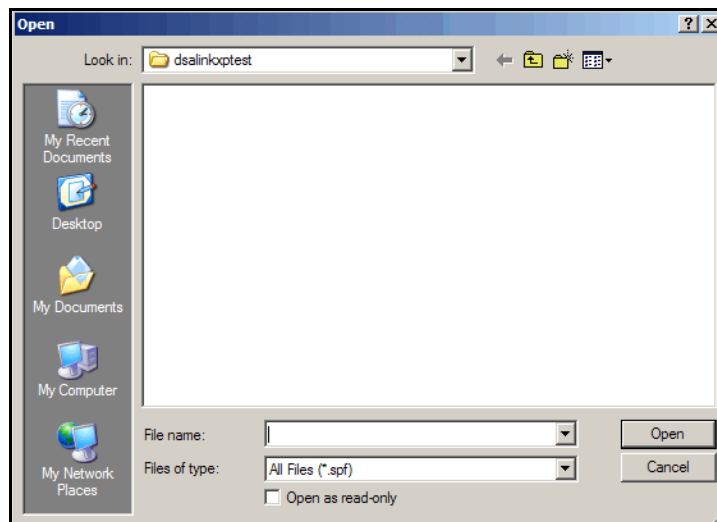 Open
Look in:
dsalinkxptest
My Recent
Documents
Desktop
My Documents
My Computer
My Network
Places
File name:
Open
Files of type:
All Files (*.spf)
Cancel
Open as read-only